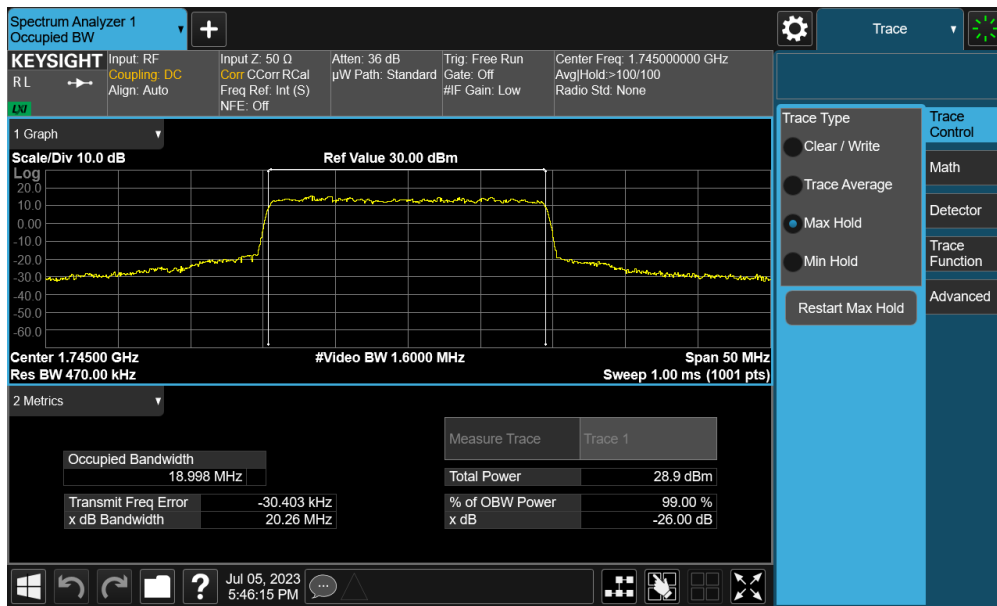 Spectrum Analyzer 1
Occupied BW
+
Trace
KEYSIGHT
R L
LXI
Input: RF
Coupling: DC
Align: Auto
Input Z: 50 Ω
Corr CCorr RCal
Freq Ref: Int (S)
NFE: Off
Atten: 36 dB
µW Path: Standard
Trig: Free Run
Gate: Off
#IF Gain: Low
Center Freq: 1.745000000 GHz
Avg|Hold:>100/100
Radio Std: None
1 Graph
Scale/Div 10.0 dB
Ref Value 30.00 dBm
Log
20.0
10.0
0.00
-10.0
-20.0
-30.0
-40.0
-50.0
-60.0
Center 1.74500 GHz
#Video BW 1.6000 MHz
Span 50 MHz
Res BW 470.00 kHz
Sweep 1.00 ms (1001 pts)
2 Metrics
Measure Trace
Trace 1
Occupied Bandwidth
18.998 MHz
Total Power
28.9 dBm
Transmit Freq Error
-30.403 kHz
% of OBW Power
99.00 %
x dB Bandwidth
20.26 MHz
x dB
-26.00 dB
Trace Type
Clear / Write
Trace Average
Max Hold
Min Hold
Restart Max Hold
Trace
Control
Math
Detector
Trace
Function
Advanced
?
Jul 05, 2023
5:46:15 PM